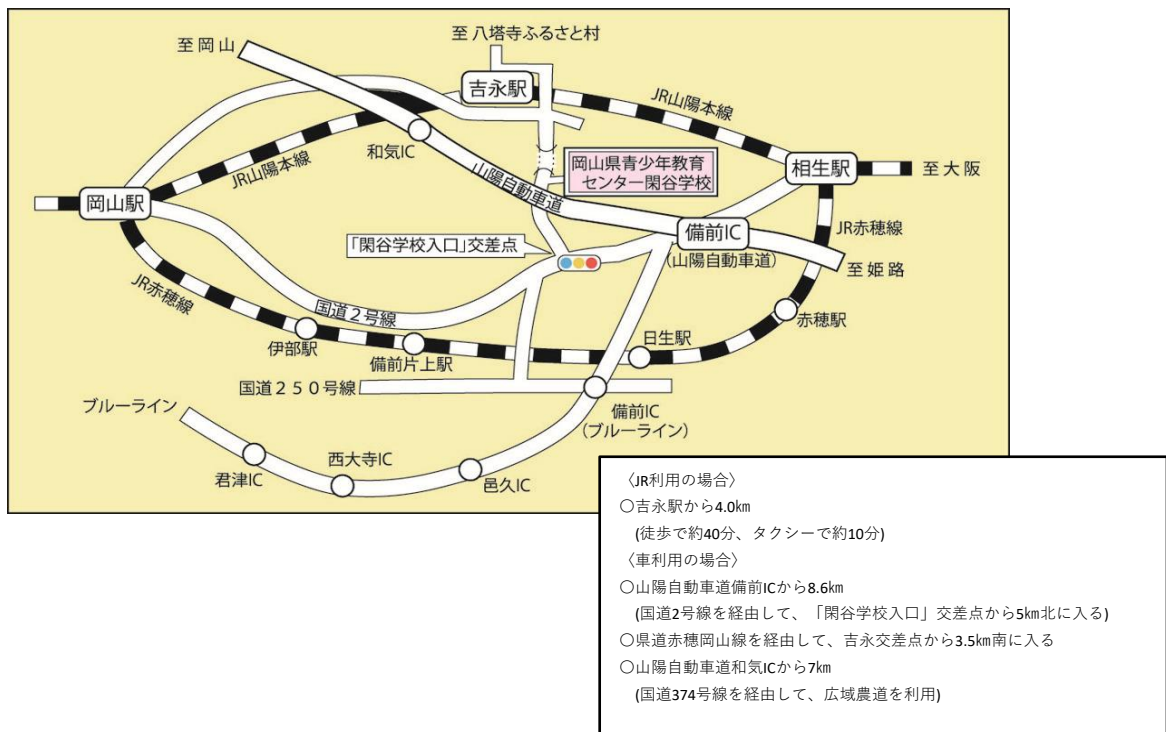 至 八塔寺ふるさと村
至 岡山
吉永駅
JR山陽本線
和気IC
JR山陽本線
岡山県青少年教育
センター閑谷学校
相生駅
至 大阪
山陽自動車道
岡山駅
備前IC
(山陽自動車道)
JR赤穂線
「閑谷学校入口」交差点
至 姫路
JR赤穂線
国道２号線
赤穂駅
伊部駅
備前片上駅
日生駅
国道２５０号線
ブルーライン
備前IC
(ブルーライン)
君津IC
西大寺IC
邑久IC
〈JR利用の場合〉
○吉永駅から4.0㎞
(徒歩で約40分、タクシーで約10分)
〈車利用の場合〉
○山陽自動車道備前ICから8.6㎞
(国道2号線を経由して、「閑谷学校入口」交差点から5㎞北に入る)
○県道赤穂岡山線を経由して、吉永交差点から3.5㎞南に入る
○山陽自動車道和気ICから7㎞
(国道374号線を経由して、広域農道を利用)